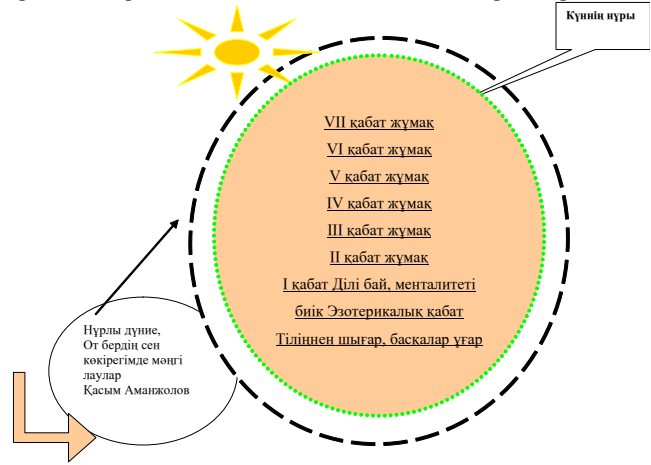 Күннің нұры
VII қабат жұмақ
VI қабат жұмақ
V қабат жұмақ
IV қабат жұмақ
III қабат жұмақ
II қабат жұмақ
I қабат Ділі бай, менталитеті
биік Эзотерикалық қабат
Тіліннен шығар, басқалар ұғар
Нұрлы дүние,
От бердің сен
көкірегімде мәңгі
лаулар
Қасым Аманжолов